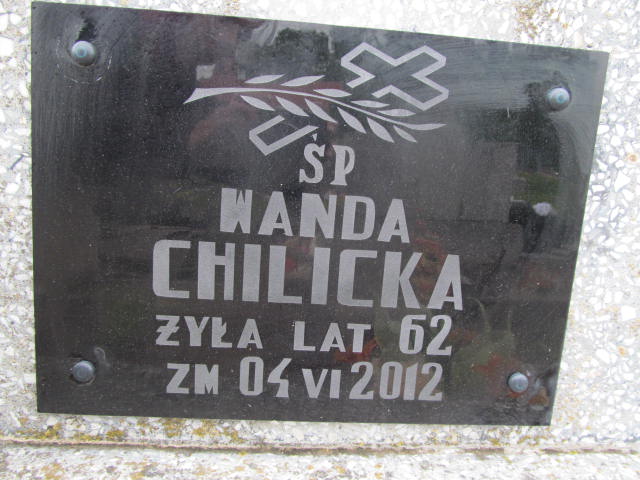 ŚP
WANDA
CHILICKA
ŻYŁA LAT 62
ZM 04 VI 2012